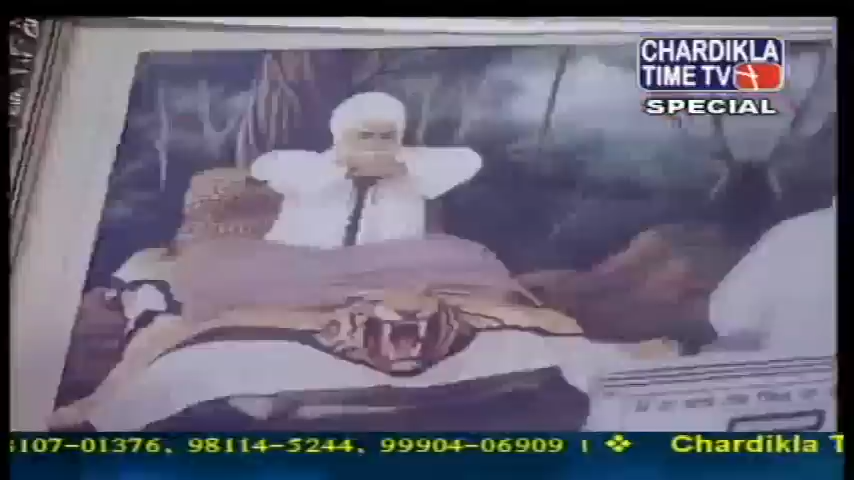 CHARDIKLA
TIME TV
SPECIAL
107-01376, 98114-5244, 99904-06909 Chardikla T